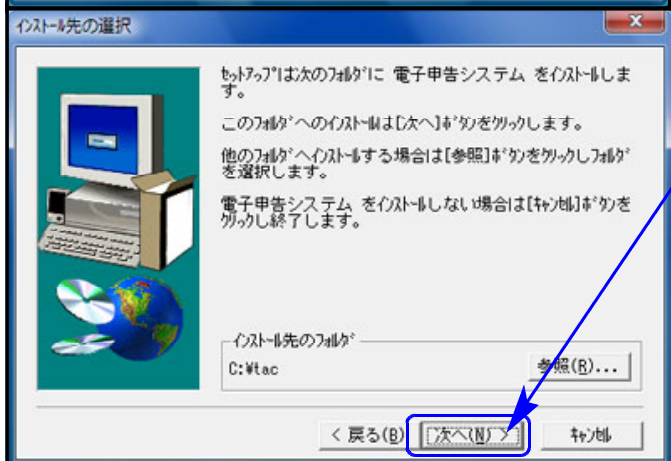 インストール先の選択
セットアップは次のフォルダに 電子申告システム をインストールしま
す。
このフォルダへのインストールは[次へ]ボタンをクリックします。
他のフォルダへインストールする場合は[参照]ボタンをクリックしフォルダ
を選択します。
電子申告システム をインストールしない場合は[キャンセル]ボタンを
クリックし終了します。
インストール先のフォルダ
C:¥tac
参照(R)...
< 戻る(B)
次へ(N) >
キャンセル